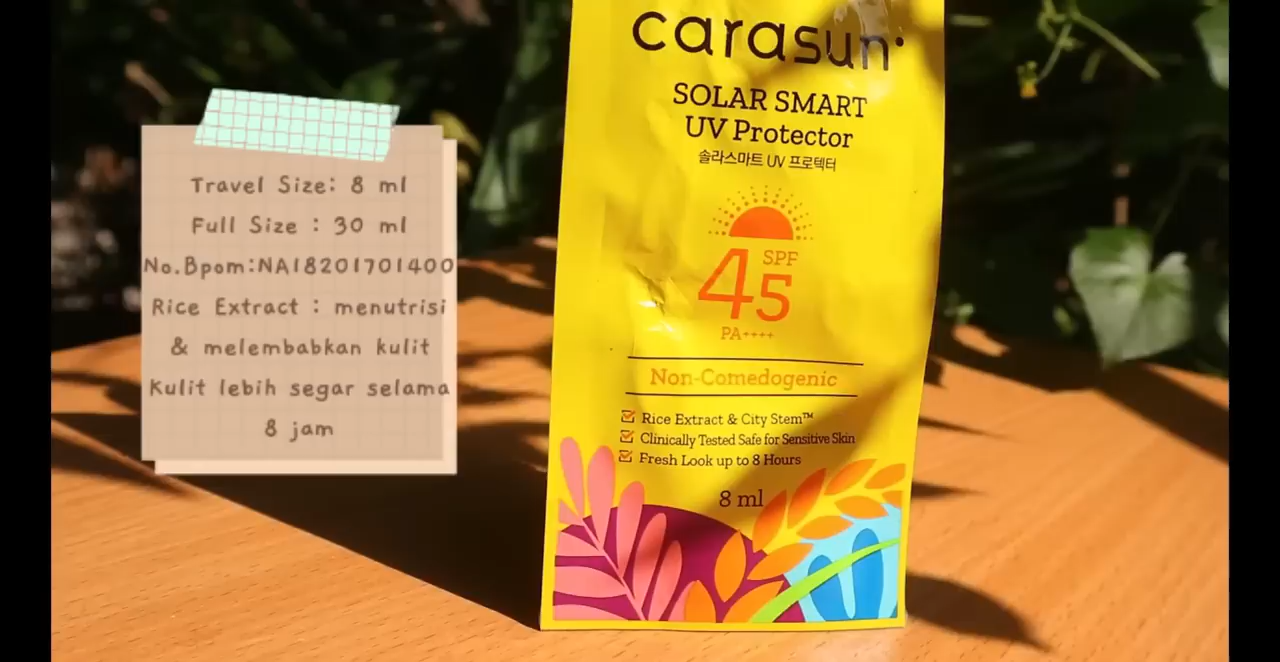 Travel Size: 8 ml
Full Size : 30 ml
No.Bpom:NA18201701400
Rice Extract : menutrisi
& melembabkan kulit
Kulit lebih segar selama
8 jam
carasun
SOLAR SMART
UV Protector
솔라스마트 UV 프로텍터
SPF
45
PA++++
Non-Comedogenic
Rice Extract & City Stem™
Clinically Tested Safe for Sensitive Skin
Fresh Look up to 8 Hours
8 ml